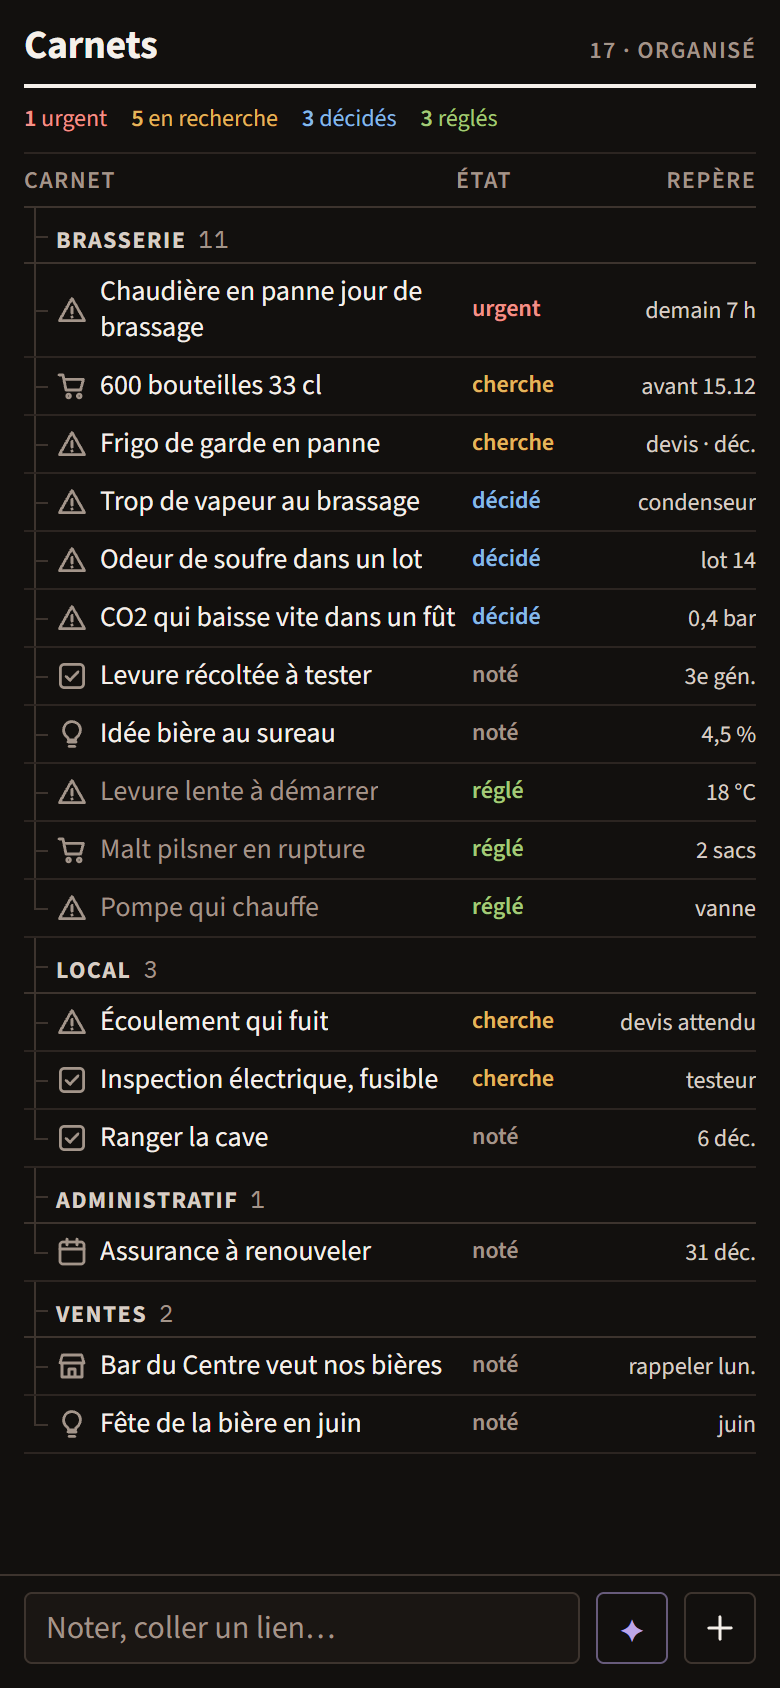 Carnets
17 · ORGANISÉ
1 urgent 5 en recherche 3 décidés 3 réglés
CARNET ÉTAT REPÈRE
BRASSERIE 11
Chaudière en panne jour de brassage urgent demain 7 h
600 bouteilles 33 cl cherche avant 15.12
Frigo de garde en panne cherche devis · déc.
Trop de vapeur au brassage décidé condenseur
Odeur de soufre dans un lot décidé lot 14
CO2 qui baisse vite dans un fût décidé 0,4 bar
Levure récoltée à tester noté 3e gén.
Idée bière au sureau noté 4,5 %
Levure lente à démarrer réglé 18 °C
Malt pilsner en rupture réglé 2 sacs
Pompe qui chauffe réglé vanne
LOCAL 3
Écoulement qui fuit cherche devis attendu
Inspection électrique, fusible cherche testeur
Ranger la cave noté 6 déc.
ADMINISTRATIF 1
Assurance à renouveler noté 31 déc.
VENTES 2
Bar du Centre veut nos bières noté rappeler lun.
Fête de la bière en juin noté juin
Noter, coller un lien…